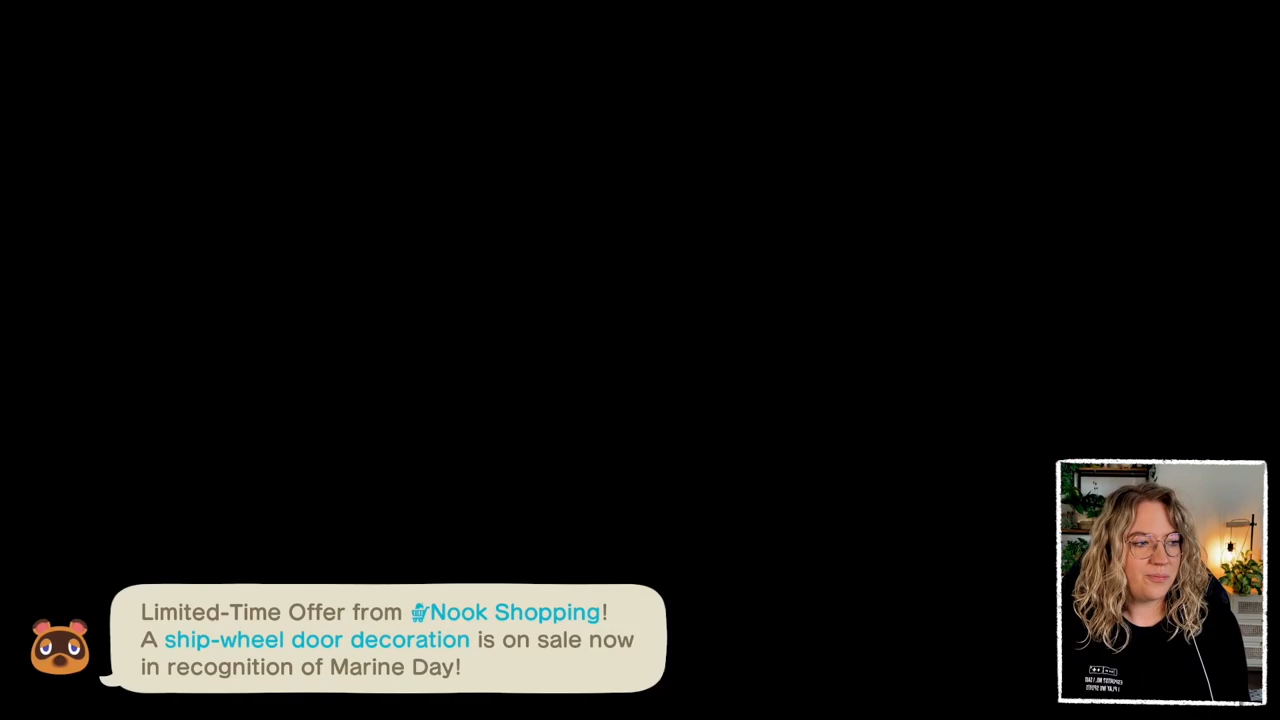 Limited-Time Offer from Nook Shopping!
A ship-wheel door decoration is on sale now
in recognition of Marine Day!